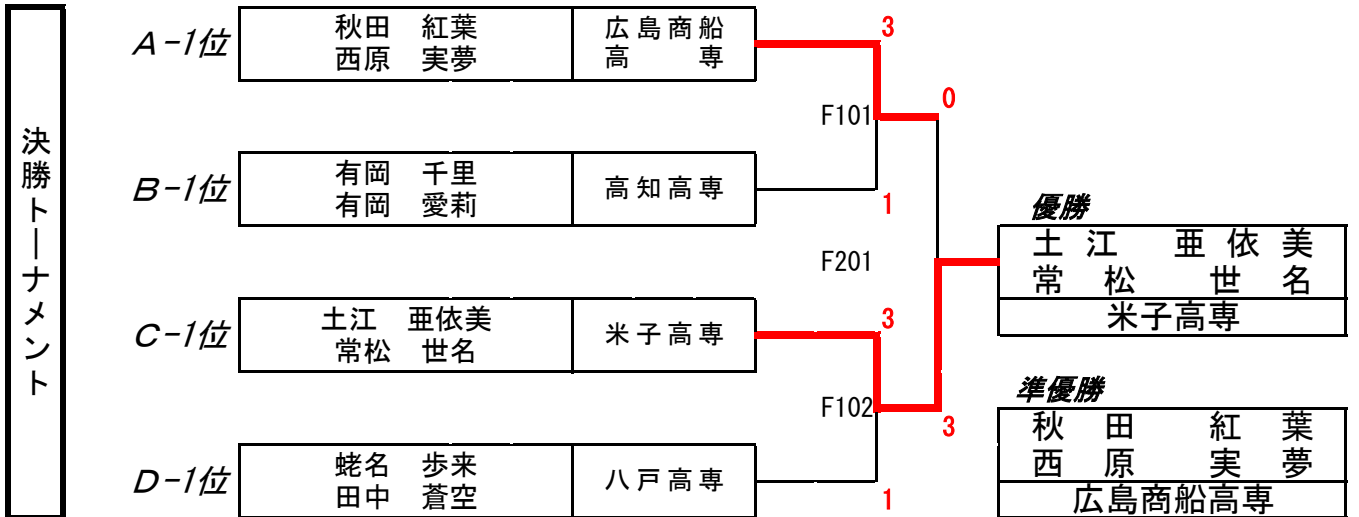 決勝トーナメント
A-1位
秋田 紅葉
西原 実夢
広島商船
高 専
3
F101
0
B-1位
有岡 千里
有岡 愛莉
高知高専
1
F201
C-1位
土江 亜依美
常松 世名
米子高専
3
F102
3
D-1位
蛯名 歩来
田中 蒼空
八戸高専
1
優勝
土江 亜依美
常松 世名
米子高専
準優勝
秋田 紅葉
西原 実夢
広島商船高専